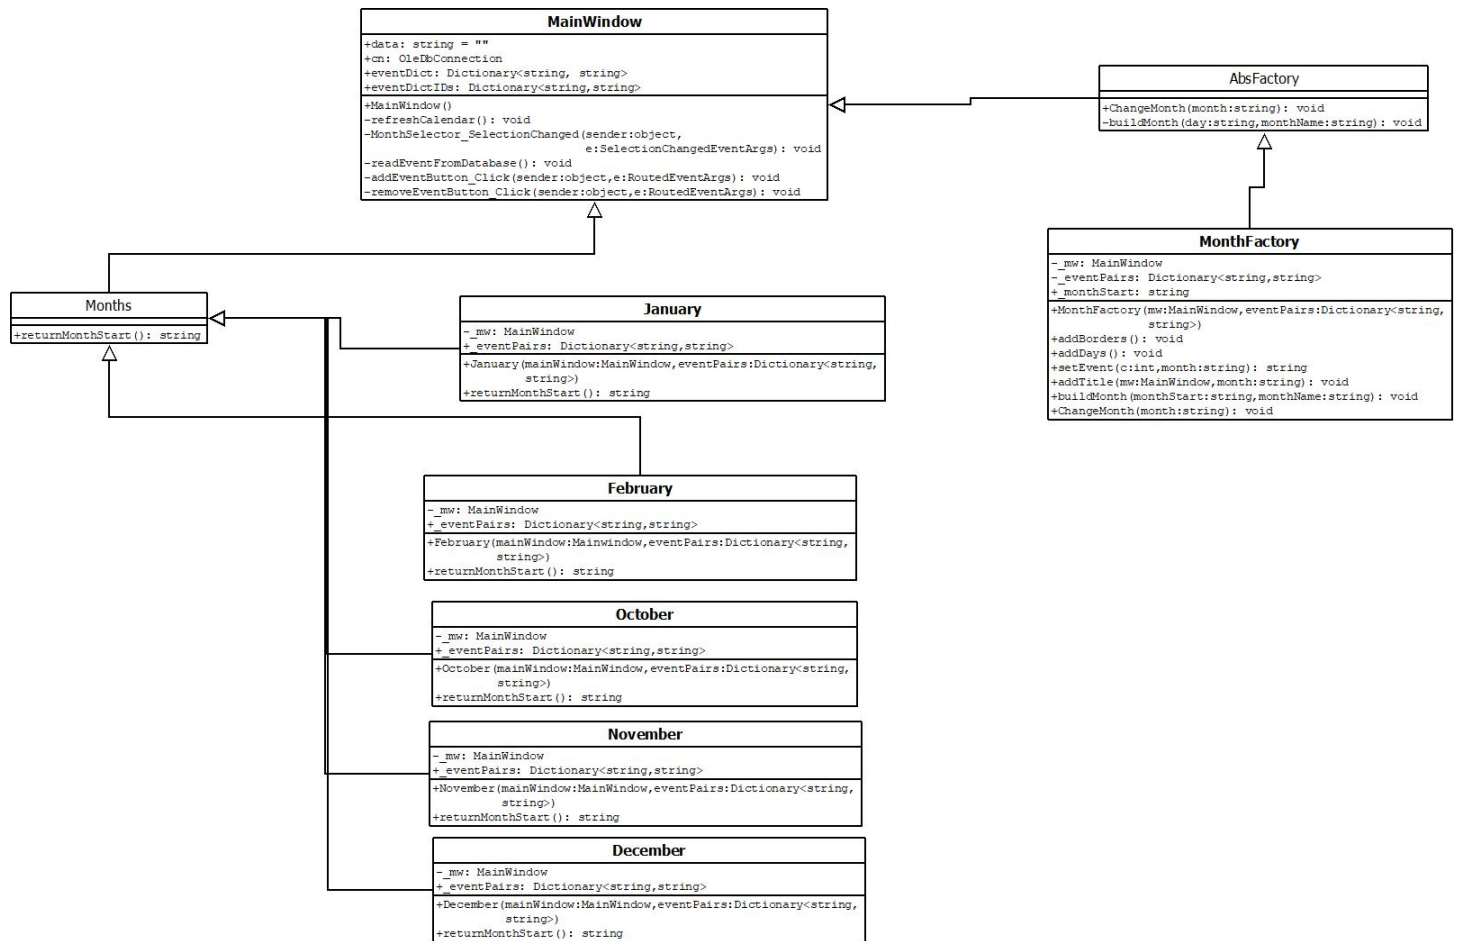 MainWindow
+data: string = ""
+cn: OleDbConnection
+eventDict: Dictionary<string, string>
+eventDictIDs: Dictionary<string,string>
+MainWindow()
-refreshCalendar(): void
-MonthSelector_SelectionChanged(sender:object,
e:SelectionChangedEventArgs): void
-readEventFromDatabase(): void
-addEventButton_Click(sender:object,e:RoutedEventArgs): void
-removeEventButton_Click(sender:object,e:RoutedEventArgs): void
AbsFactory
+ChangeMonth(month:string): void
-buildMonth(day:string,monthName:string): void
MonthFactory
-_mw: MainWindow
-_eventPairs: Dictionary<string,string>
+_monthStart: string
+MonthFactory(mw:MainWindow,eventPairs:Dictionary<string,
string>)
+addBorders(): void
+addDays(): void
+setEvent(c:int,month:string): string
+addTitle(mw:MainWindow,month:string): void
+buildMonth(monthStart:string,monthName:string): void
+ChangeMonth(month:string): void
Months
+returnMonthStart(): string
January
-_mw: MainWindow
+_eventPairs: Dictionary<string,string>
+January(mainWindow:MainWindow,eventPairs:Dictionary<string,
string>)
+returnMonthStart(): string
February
-_mw: MainWindow
+_eventPairs: Dictionary<string,string>
+February(mainWindow:Mainwindow,eventPairs:Dictionary<string,
string>)
+returnMonthStart(): string
October
-_mw: MainWindow
+_eventPairs: Dictionary<string,string>
+October(mainWindow:MainWindow,eventPairs:Dictionary<string,
string>)
+returnMonthStart(): string
November
-_mw: MainWindow
+_eventPairs: Dictionary<string,string>
+November(mainWindow:MainWindow,eventPairs:Dictionary<string,
string>)
+returnMonthStart(): string
December
-_mw: MainWindow
+_eventPairs: Dictionary<string,string>
+December(mainWindow:MainWindow,eventPairs:Dictionary<string,
string>)
+returnMonthStart(): string